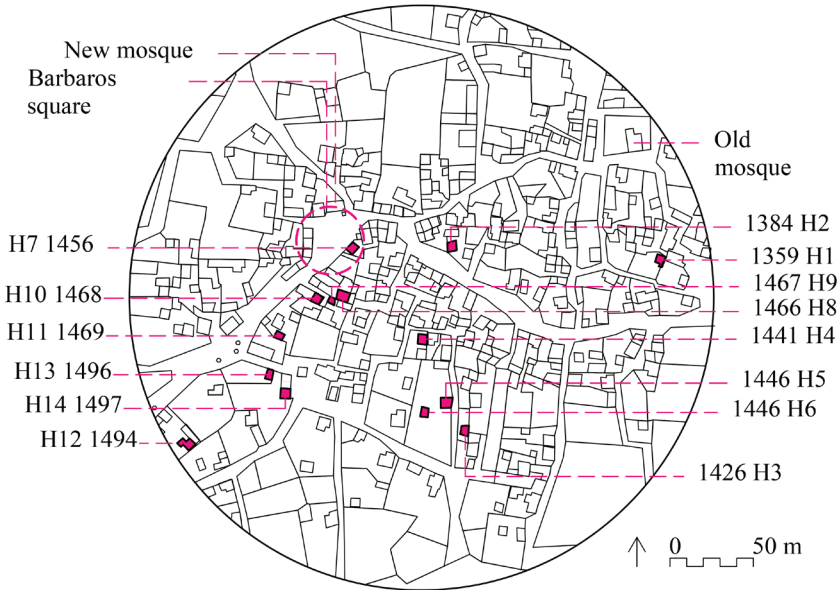 New mosque
Barbaros
square
Old
mosque
1384 H2
H7 1456
1359 H1
1467 H9
H10 1468
1466 H8
H11 1469
1441 H4
H13 1496
1446 H5
H14 1497
1446 H6
H12 1494
1426 H3
0 50 m